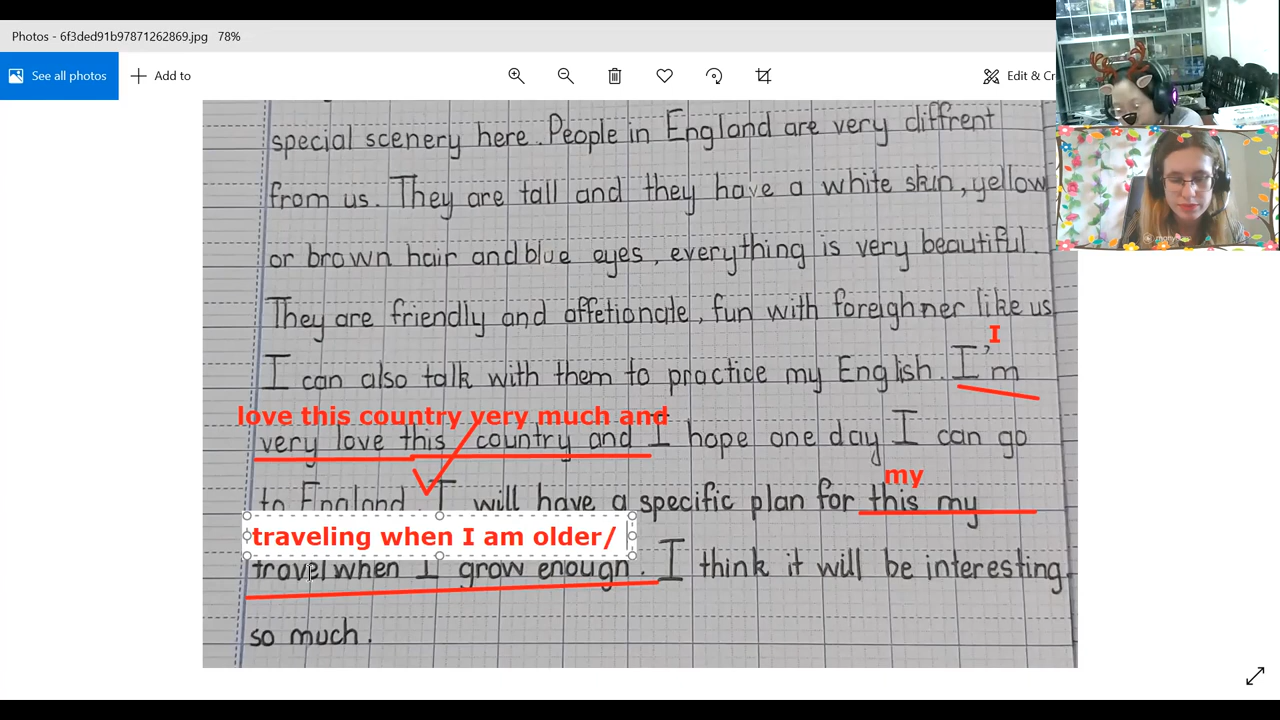 Photos - 6f3ded91b97871262869.jpg 78%
See all photos
Add to
Edit & Cr
special scenery here. People in England are very diffrent
from us. They are tall and they have a white skin, yellow
or brown hair and blue eyes, everything is very beautiful.
They are friendly and affetionate, fun with foreighner like us
I
I can also talk with them to practice my English. I'm
love this country very much and
very love this country and I hope one day I can go
my
to England. I will have a specific plan for this my
traveling when I am older/
travel when I grow enough. I think it will be interesting
so much.